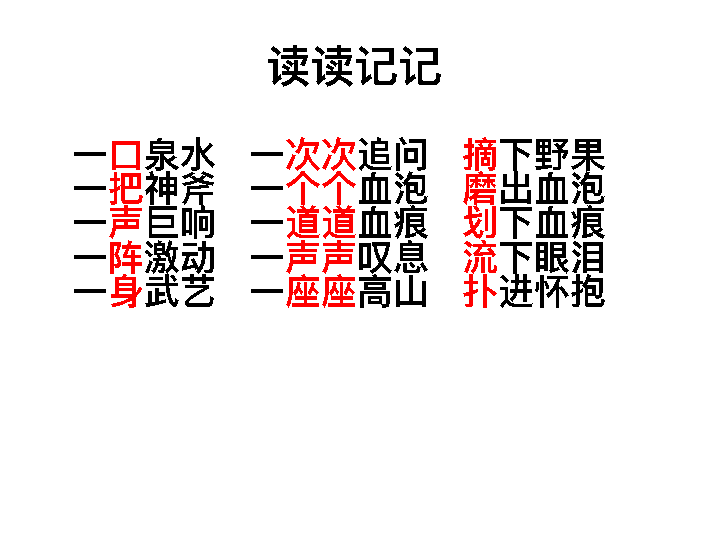 读读记记
一口泉水 一次次追问 摘下野果
一把神斧 一个个血泡 磨出血泡
一声巨响 一道道血痕 划下血痕
一阵激动 一声声叹息 流下眼泪
一身武艺 一座座高山 扑进怀抱